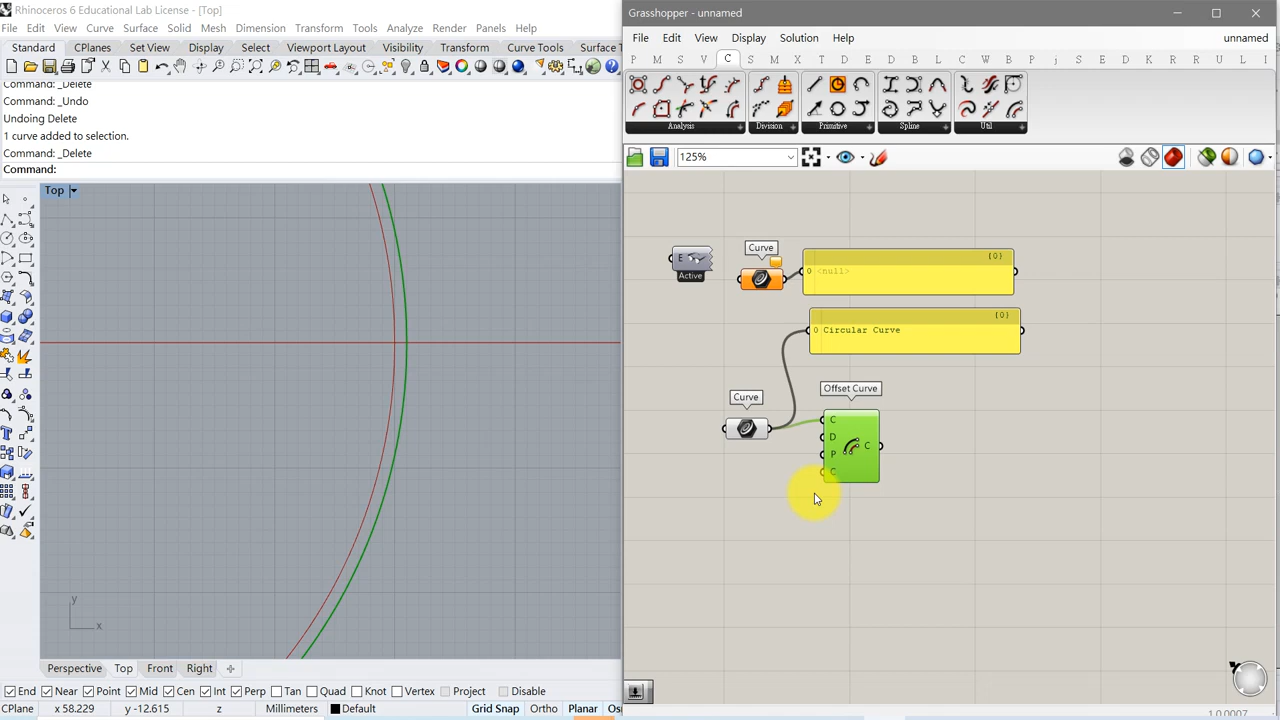 Rhinoceros 6 Educational Lab License - [Top]
File Edit View Curve Surface Solid Mesh Dimension Transform Tools Analyze Render Panels Help
Standard CPlanes Set View Display Select Viewport Layout Visibility Transform Curve Tools Surface T
Command: _Delete
Command: _Undo
Undoing Delete
1 curve added to selection.
Command: _Delete
Command:
Top
y
x
Perspective Top Front Right
End Near Point Mid Cen Int Perp Tan Quad Knot Vertex Project Disable
CPlane x 58.229 y -12.615 z Millimeters Default Grid Snap Ortho Planar Os
Grasshopper - unnamed
File Edit View Display Solution Help unnamed
P M S V C S M X T D E R W B L P H K B P M D T L U L I
Analysis Division Primitive Spline Util
125%
E
Active
Curve
{0}
0 <null>
{0}
0 Circular Curve
Curve
Offset Curve
C
D
P
C
C
1.0.0007